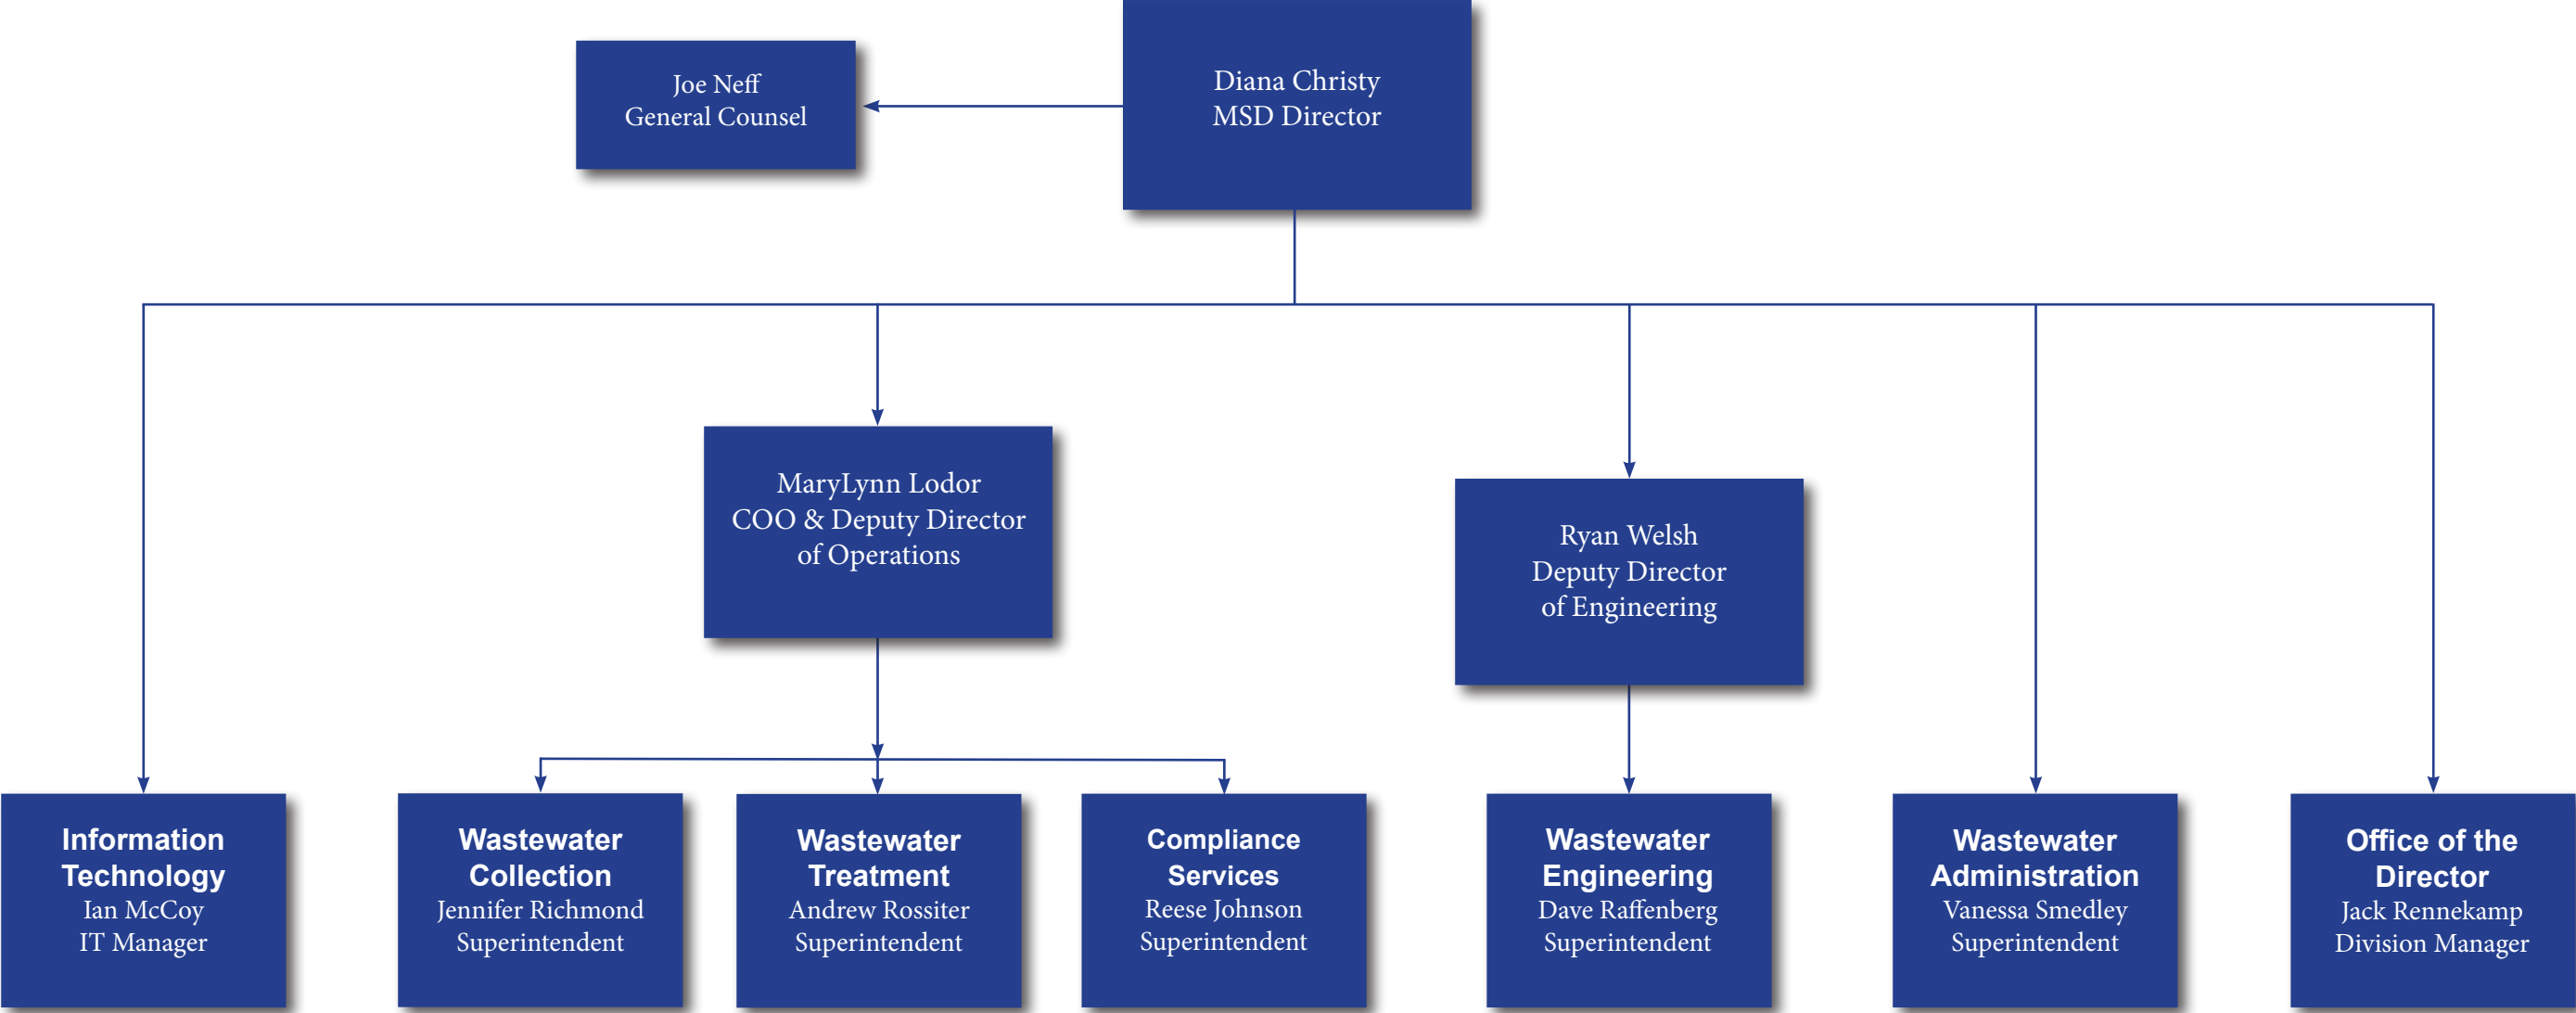 Joe Neff
General Counsel
Diana Christy
MSD Director
MaryLynn Lodor
COO & Deputy Director
of Operations
Ryan Welsh
Deputy Director
of Engineering
Information
Technology
Ian McCoy
IT Manager
Wastewater
Collection
Jennifer Richmond
Superintendent
Wastewater
Treatment
Andrew Rossiter
Superintendent
Compliance
Services
Reese Johnson
Superintendent
Wastewater
Engineering
Dave Raffenberg
Superintendent
Wastewater
Administration
Vanessa Smedley
Superintendent
Office of the
Director
Jack Rennekamp
Division Manager